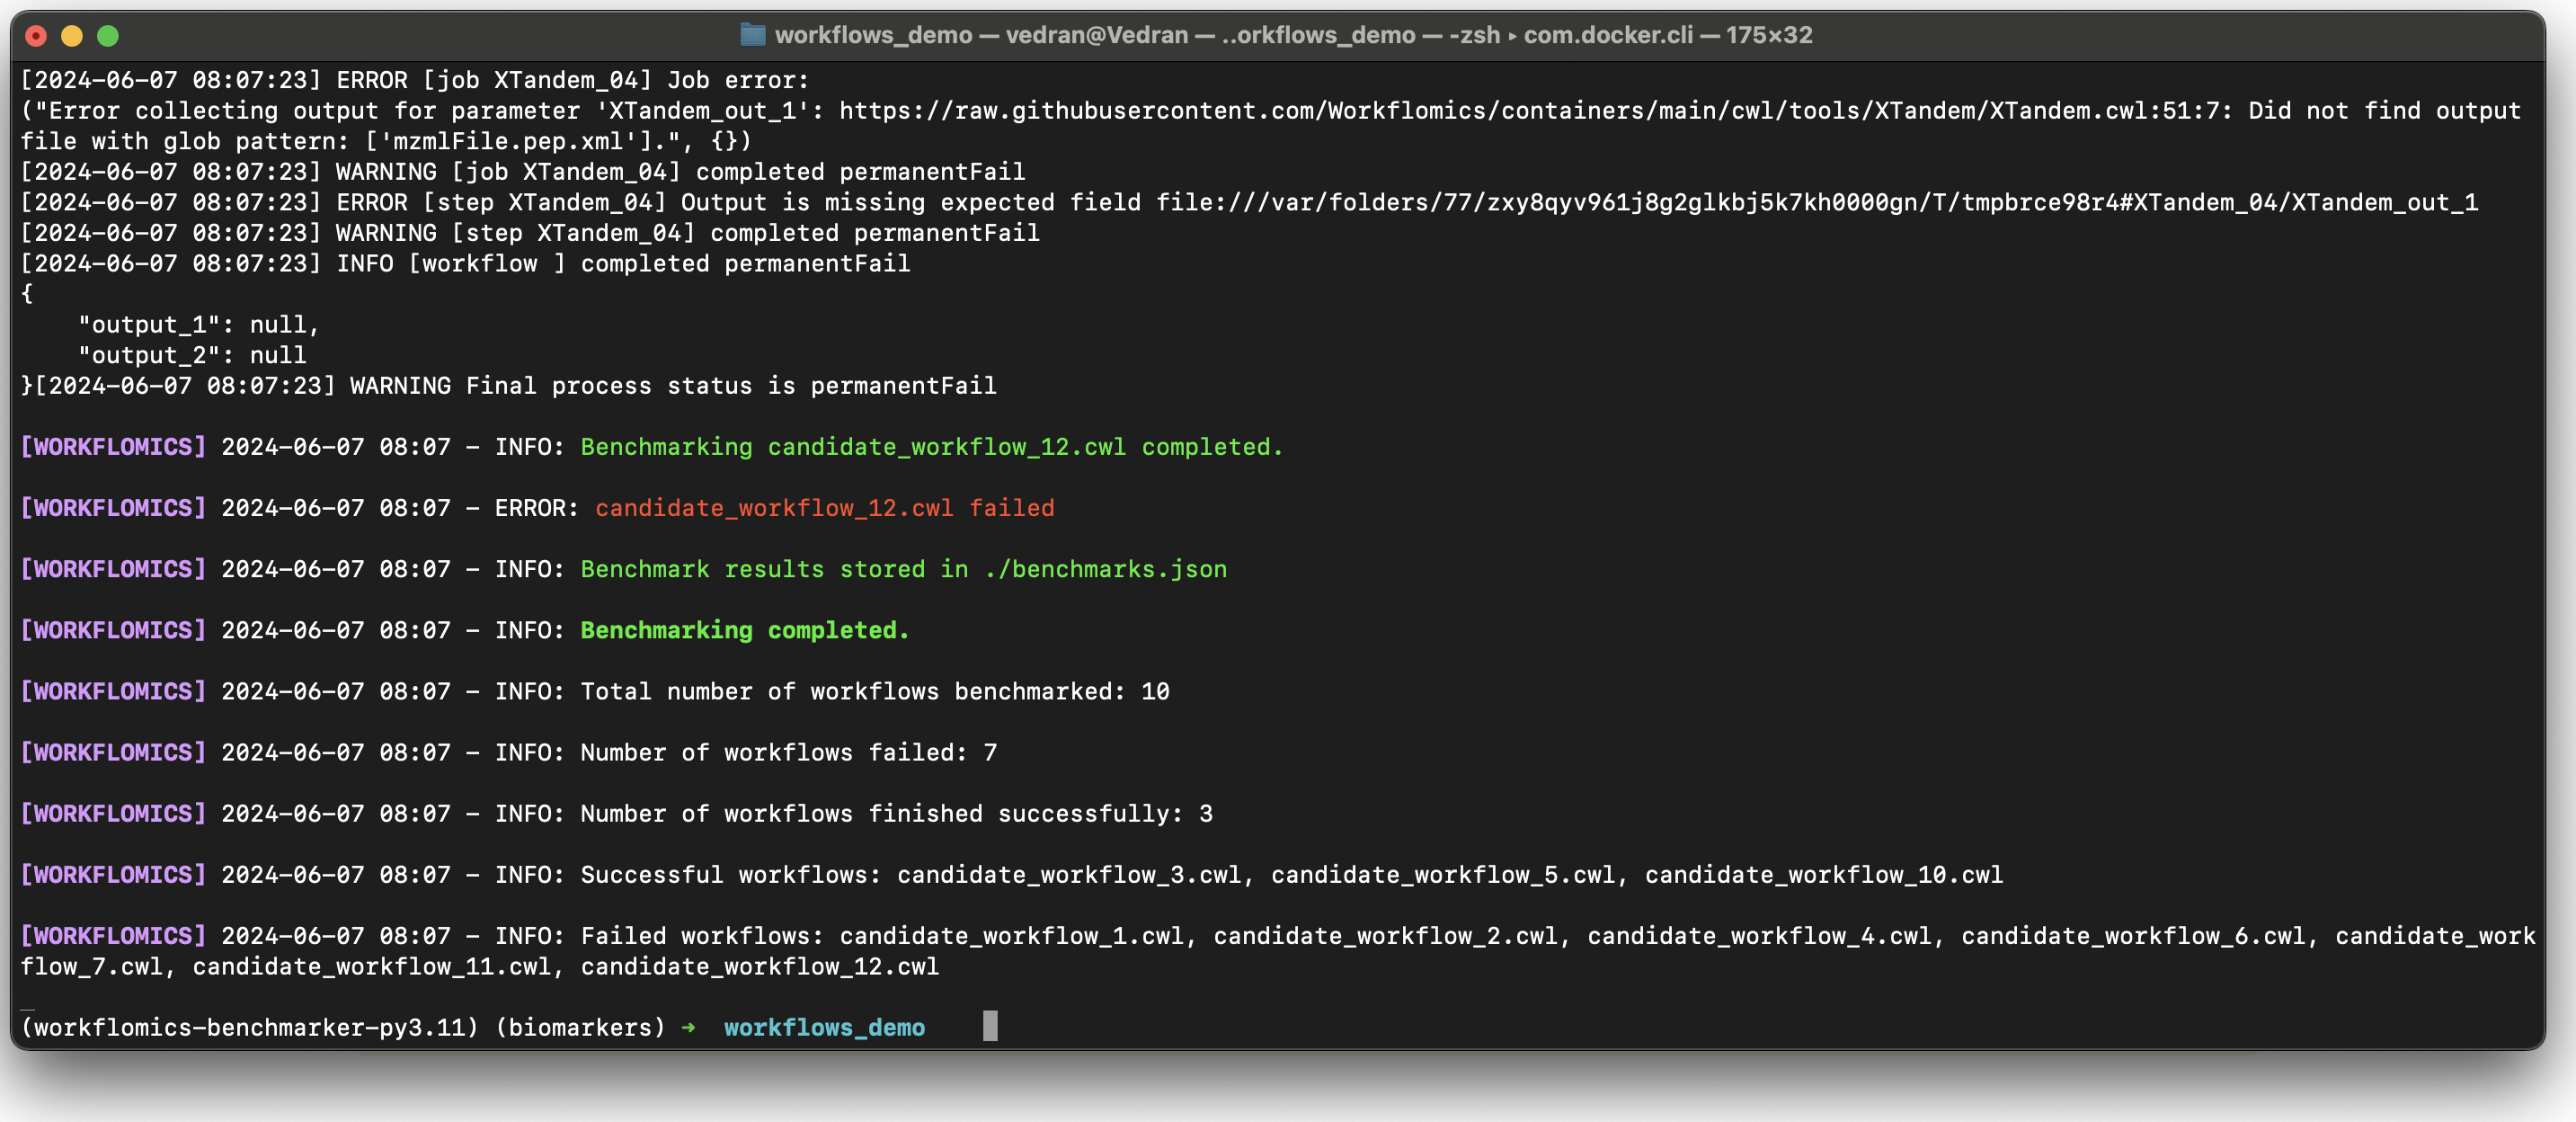 workflows_demo — vedran@Vedran — ..orkflows_demo — -zsh ▸ com.docker.cli — 175×32
[2024-06-07 08:07:23] ERROR [job XTandem_04] Job error:
("Error collecting output for parameter 'XTandem_out_1': https://raw.githubusercontent.com/Workflomics/containers/main/cwl/tools/XTandem/XTandem.cwl:51:7: Did not find output
file with glob pattern: ['mzmlFile.pep.xml'].", {})
[2024-06-07 08:07:23] WARNING [job XTandem_04] completed permanentFail
[2024-06-07 08:07:23] ERROR [step XTandem_04] Output is missing expected field file:///var/folders/77/zxy8qyv961j8g2glkbj5k7kh0000gn/T/tmpbrce98r4#XTandem_04/XTandem_out_1
[2024-06-07 08:07:23] WARNING [step XTandem_04] completed permanentFail
[2024-06-07 08:07:23] INFO [workflow ] completed permanentFail
{
    "output_1": null,
    "output_2": null
}[2024-06-07 08:07:23] WARNING Final process status is permanentFail
[WORKFLOMICS] 2024-06-07 08:07 - INFO: Benchmarking candidate_workflow_12.cwl completed.
[WORKFLOMICS] 2024-06-07 08:07 - ERROR: candidate_workflow_12.cwl failed
[WORKFLOMICS] 2024-06-07 08:07 - INFO: Benchmark results stored in ./benchmarks.json
[WORKFLOMICS] 2024-06-07 08:07 - INFO: Benchmarking completed.
[WORKFLOMICS] 2024-06-07 08:07 - INFO: Total number of workflows benchmarked: 10
[WORKFLOMICS] 2024-06-07 08:07 - INFO: Number of workflows failed: 7
[WORKFLOMICS] 2024-06-07 08:07 - INFO: Number of workflows finished successfully: 3
[WORKFLOMICS] 2024-06-07 08:07 - INFO: Successful workflows: candidate_workflow_3.cwl, candidate_workflow_5.cwl, candidate_workflow_10.cwl
[WORKFLOMICS] 2024-06-07 08:07 - INFO: Failed workflows: candidate_workflow_1.cwl, candidate_workflow_2.cwl, candidate_workflow_4.cwl, candidate_workflow_6.cwl, candidate_work
flow_7.cwl, candidate_workflow_11.cwl, candidate_workflow_12.cwl
_
(workflomics-benchmarker-py3.11) (biomarkers) ➜  workflows_demo